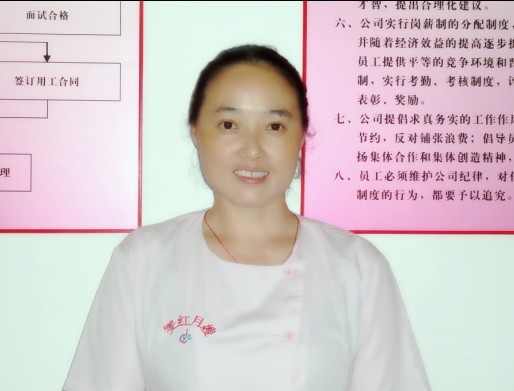 面试合格
签订用工合同
理
才智，提出合理化建议。
六、公司实行岗薪制的分配制度，
并随着经济效益的提高逐步提
员工提供平等的竞争环境和晋
制，实行考勤、考核制度，评
表彰、奖励。
七、公司提倡求真务实的工作作
节约，反对铺张浪费；倡导员
扬集体合作和集体创造精神，
八、员工必须维护公司纪律，对
制度的行为，都要予以追究。
红月嫂